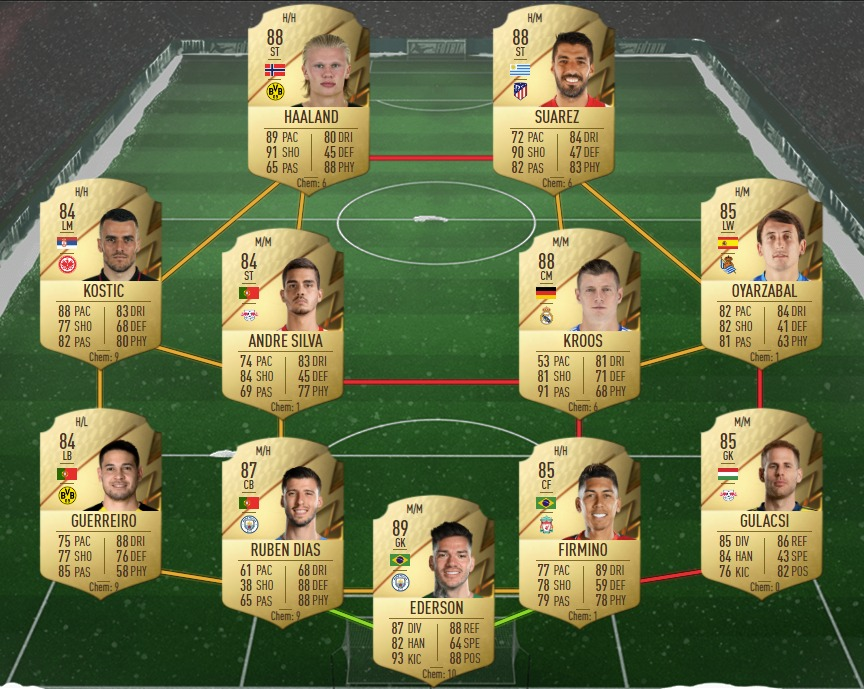 H/H
88
ST
BVB
09
HAALAND
89 PAC 80 DRI
91 SHO 45 DEF
65 PAS 88 PHY
Chem: 6
H/M
88
ST
SUAREZ
72 PAC 84 DRI
90 SHO 47 DEF
82 PAS 83 PHY
Chem: 6
H/H
84
LM
KOSTIC
88 PAC 83 DRI
77 SHO 68 DEF
82 PAS 80 PHY
Chem: 9
M/M
84
ST
ANDRE SILVA
74 PAC 83 DRI
84 SHO 45 DEF
69 PAS 77 PHY
Chem: 1
M/M
88
CM
KROOS
53 PAC 81 DRI
81 SHO 71 DEF
91 PAS 68 PHY
Chem: 6
H/M
85
LW
OYARZABAL
82 PAC 84 DRI
82 SHO 41 DEF
81 PAS 63 PHY
Chem: 1
H/L
84
LB
BVB
09
GUERREIRO
75 PAC 88 DRI
77 SHO 76 DEF
85 PAS 58 PHY
Chem: 9
M/H
87
CB
RUBEN DIAS
61 PAC 68 DRI
38 SHO 88 DEF
65 PAS 88 PHY
Chem: 9
M/M
89
GK
EDERSON
87 DIV 88 REF
82 HAN 64 SPE
93 KIC 88 POS
Chem: 10
H/H
85
CF
FIRMINO
77 PAC 89 DRI
78 SHO 59 DEF
79 PAS 78 PHY
Chem: 1
M/M
85
GK
GULACSI
85 DIV 86 REF
84 HAN 43 SPE
76 KIC 82 POS
Chem: 0